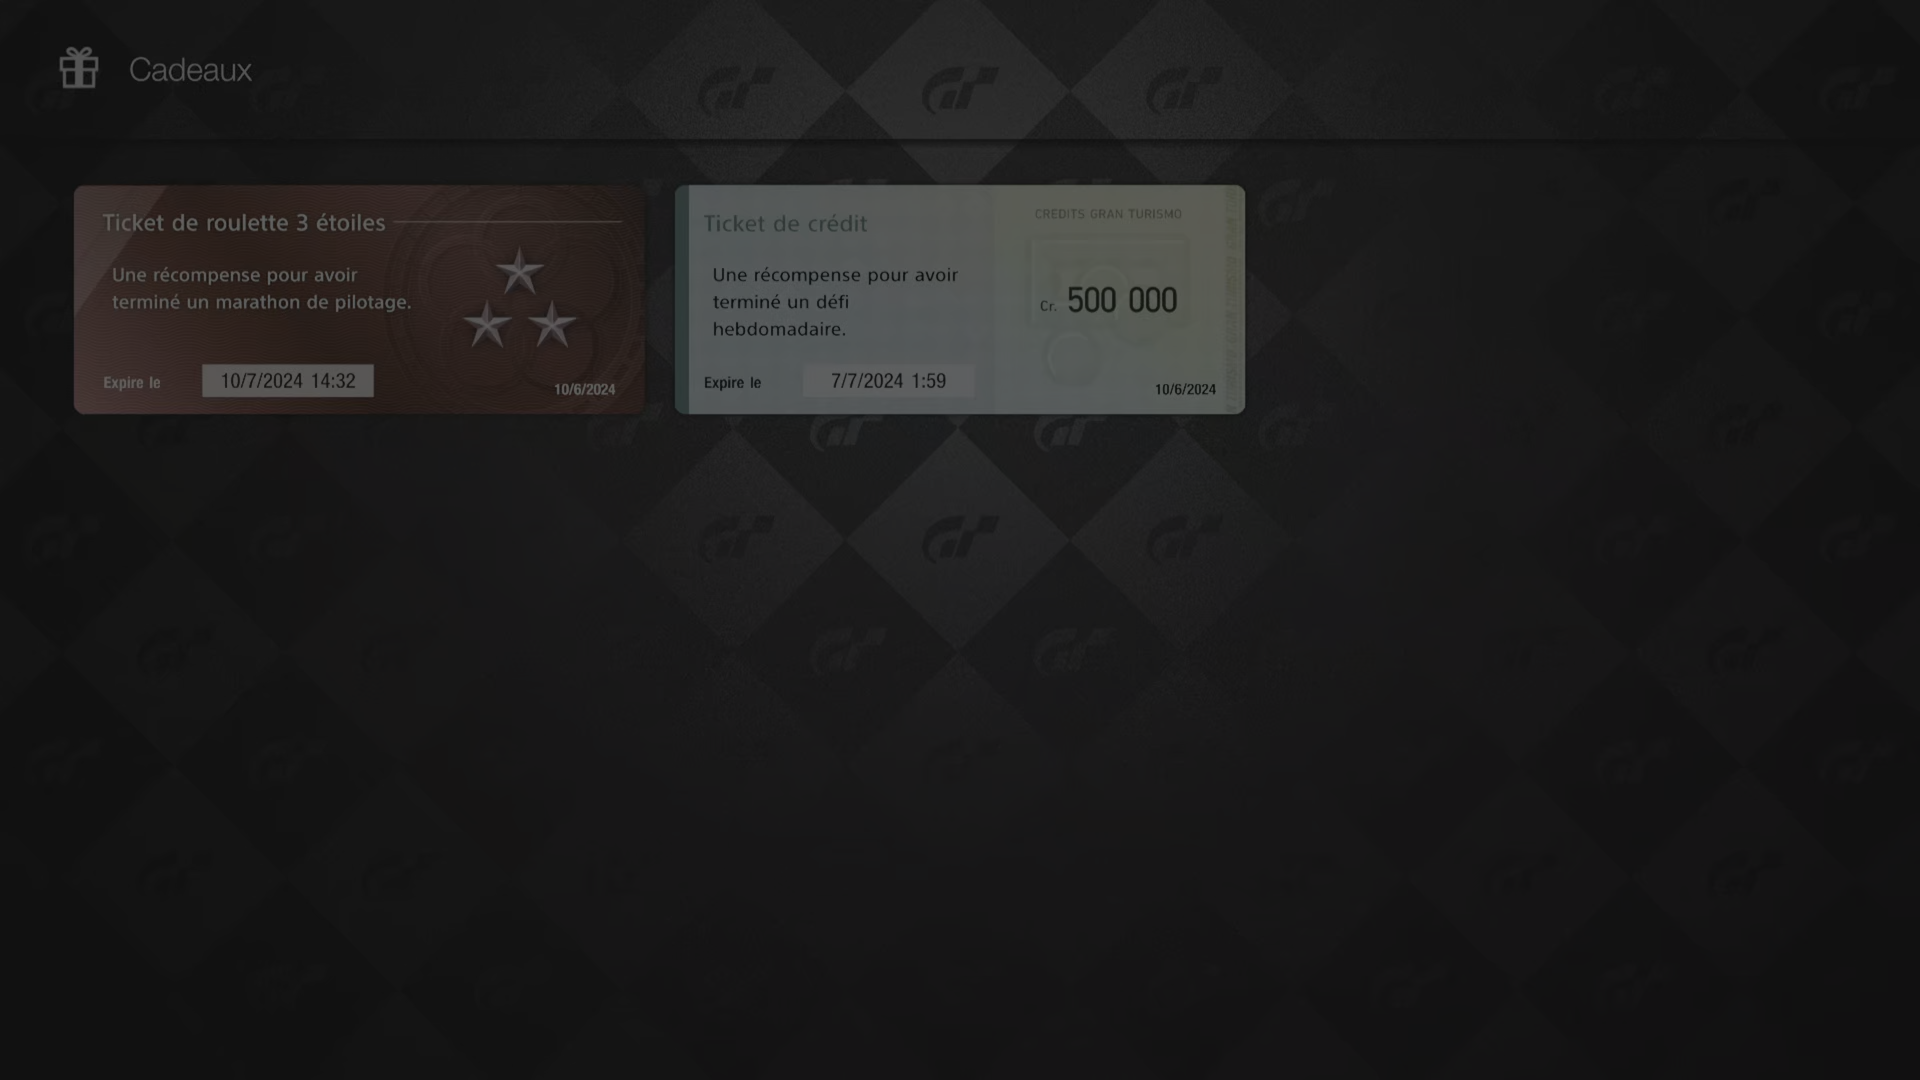 Cadeaux
Ticket de roulette 3 étoiles
Une récompense pour avoir
terminé un marathon de pilotage.
Expire le
10/7/2024 14:32
10/6/2024
Ticket de crédit
Une récompense pour avoir
terminé un défi
hebdomadaire.
Expire le
7/7/2024 1:59
CREDITS GRAN TURISMO
Cr. 500 000
10/6/2024